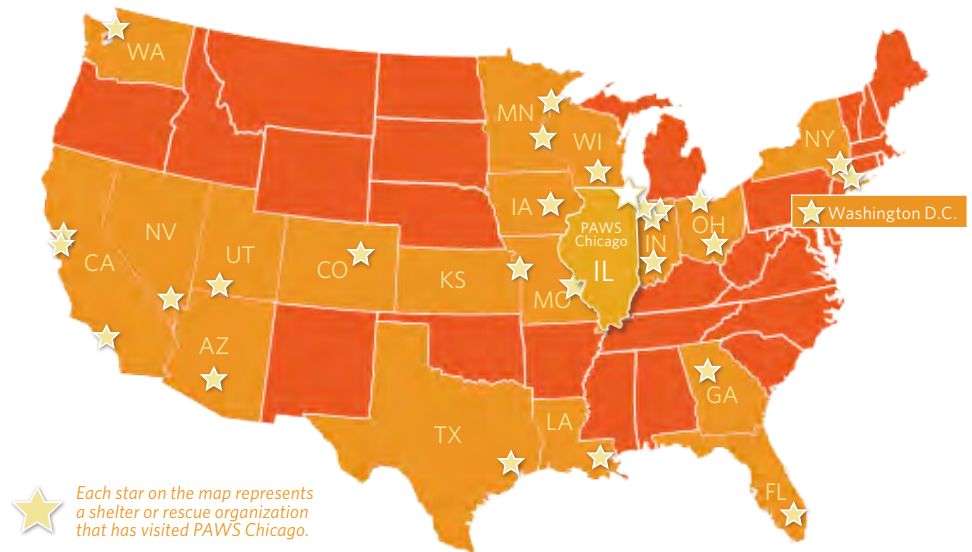 WA
MN
WI
NY
Washington D.C.
IA
OH
PAWS
Chicago
IN
NV
UT
CA
CO
KS
IL
MO
AZ
GA
LA
TX
FL
Each star on the map represents
a shelter or rescue organization
that has visited PAWS Chicago.